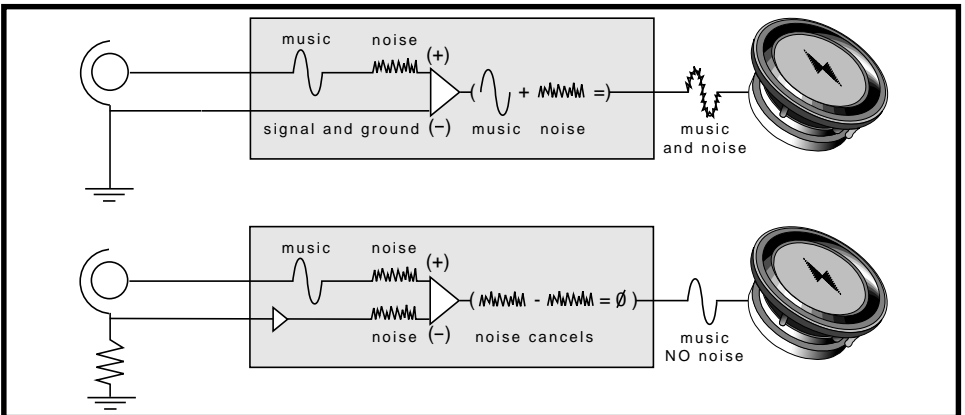 music noise (+)
( + =)
signal and ground (–) music noise
music
and noise
music noise (+)
( - = Ø )
noise (–) noise cancels
music
NO noise